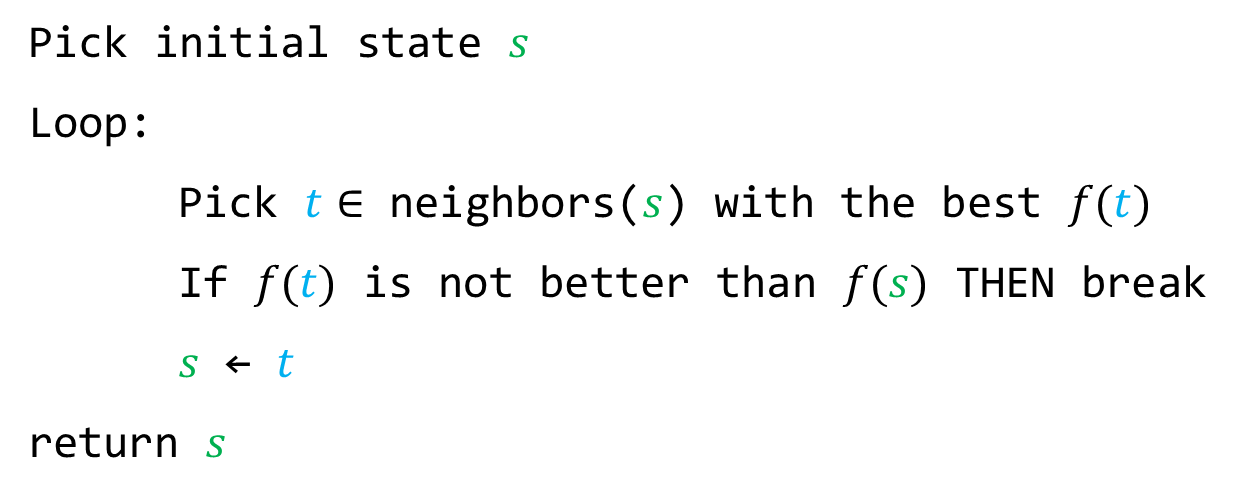 Pick initial state s
Loop:
Pick t ∈ neighbors(s) with the best f(t)
If f(t) is not better than f(s) THEN break
s ← t
return s